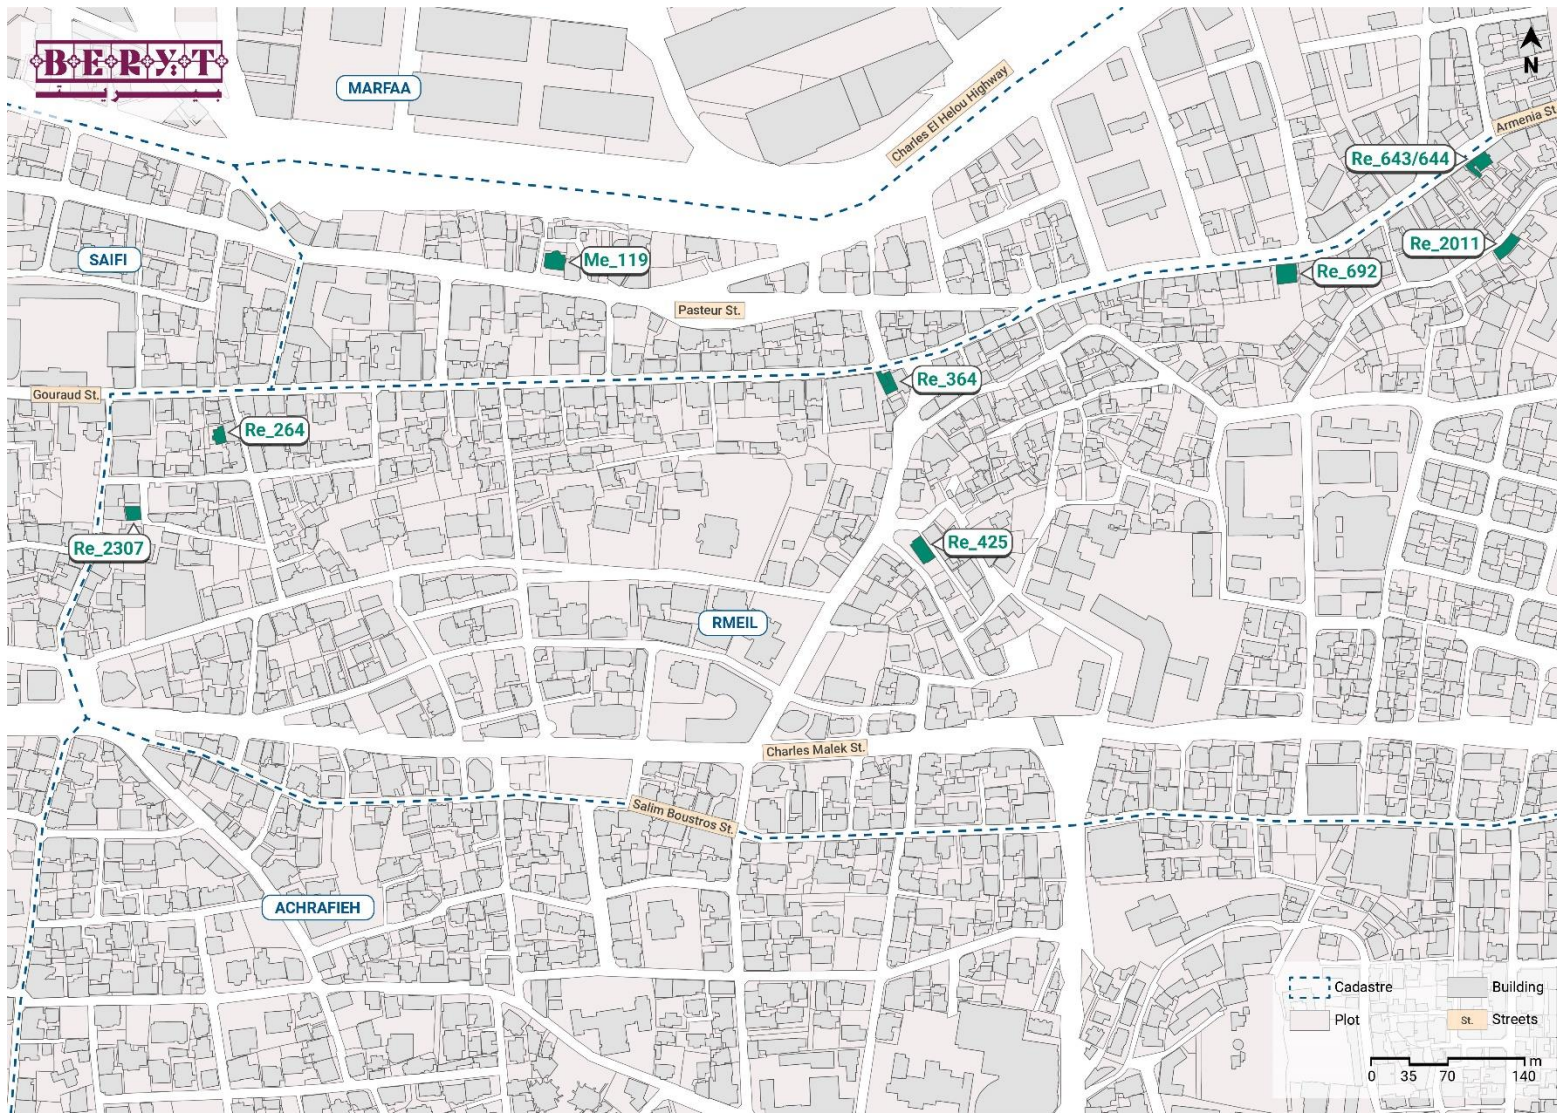 B·E·R·Y·T
MARFAA
N
Charles El Helou Highway
Armenia St.
Re_643/644
SAIFI
Me_119
Re_2011
Re_692
Pasteur St.
Gouraud St.
Re_364
Re_264
Re_2307
Re_425
RMEIL
Charles Malek St.
Salim Boustros St.
ACHRAFIEH
Cadastre
Building
Plot
St. Streets
m
0 35 70 140